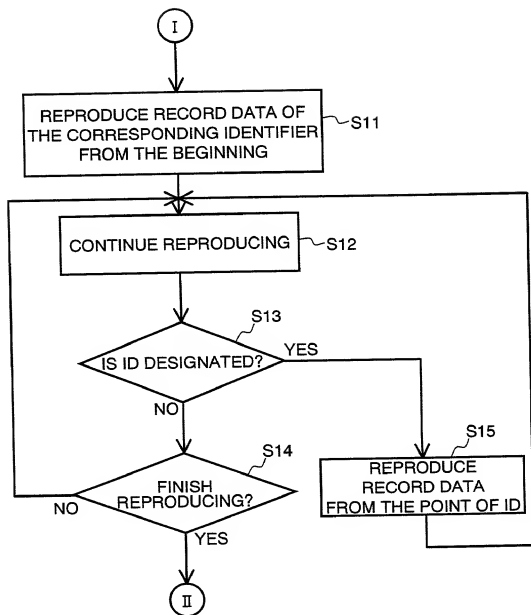 I
REPRODUCE RECORD DATA OF
THE CORRESPONDING IDENTIFIER
FROM THE BEGINNING
S11
CONTINUE REPRODUCING
S12
S13
IS ID DESIGNATED?
YES
NO
S14
FINISH
REPRODUCING?
NO
YES
S15
REPRODUCE
RECORD DATA
FROM THE POINT OF ID
II